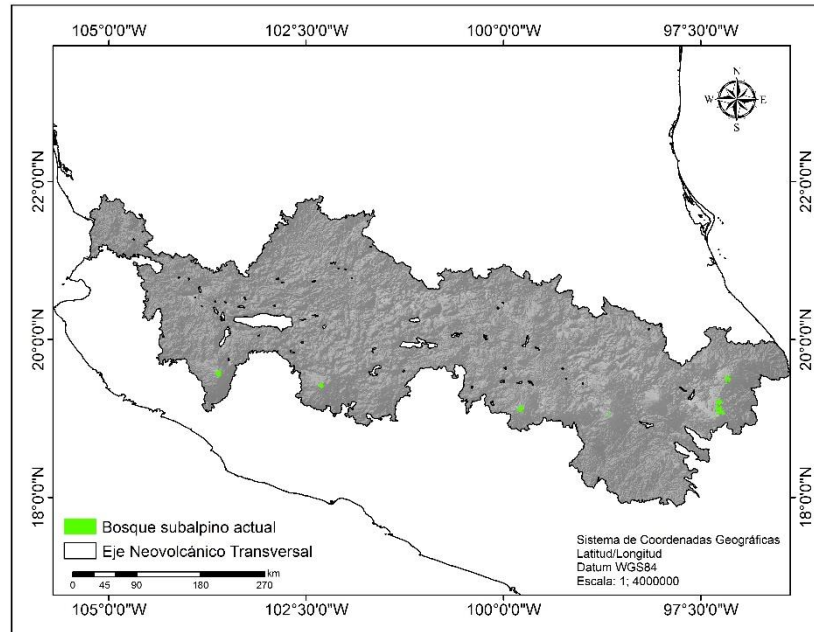 105°0'0"W 102°30'0"W 100°0'0"W 97°30'0"W
N
W E
S
22°0'0"N 22°0'0"N
20°0'0"N 20°0'0"N
18°0'0"N 18°0'0"N
Bosque subalpino actual
Eje Neovolcánico Transversal
km
0 45 90 180 270
Sistema de Coordenadas Geográficas
Latitud/Longitud
Datum WGS84
Escala: 1; 4000000
105°0'0"W 102°30'0"W 100°0'0"W 97°30'0"W